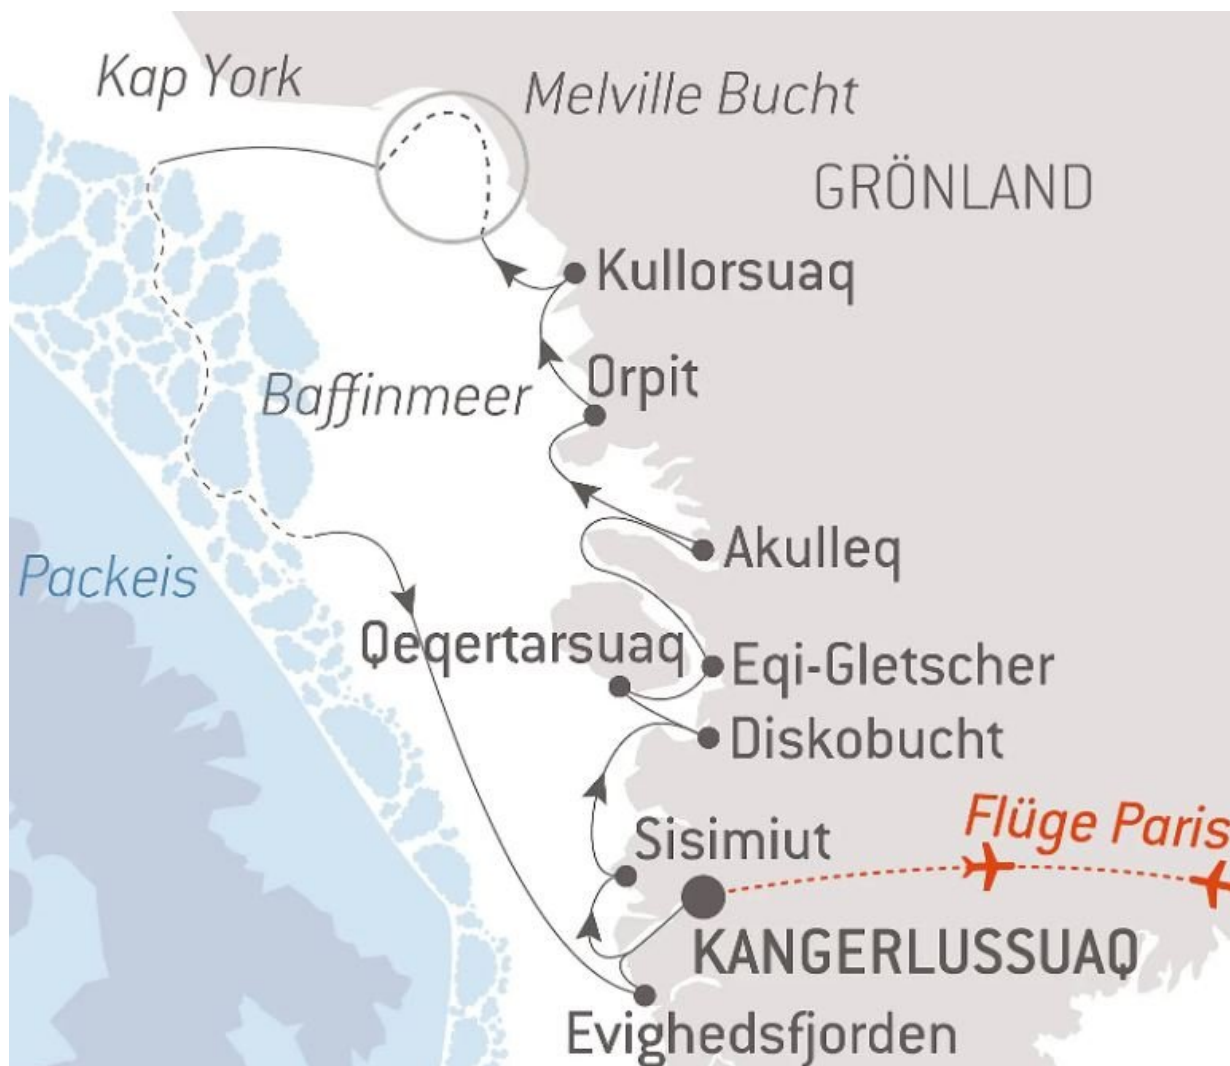 Kap York
Melville Bucht
GRÖNLAND
Kullorsuaq
Orpit
Baffinmeer
Akulleq
Packeis
Qeqertarsuaq
Eqi-Gletscher
Diskobucht
Flüge Paris
Sisimiut
KANGERLUSSUAQ
Evighedsfjorden